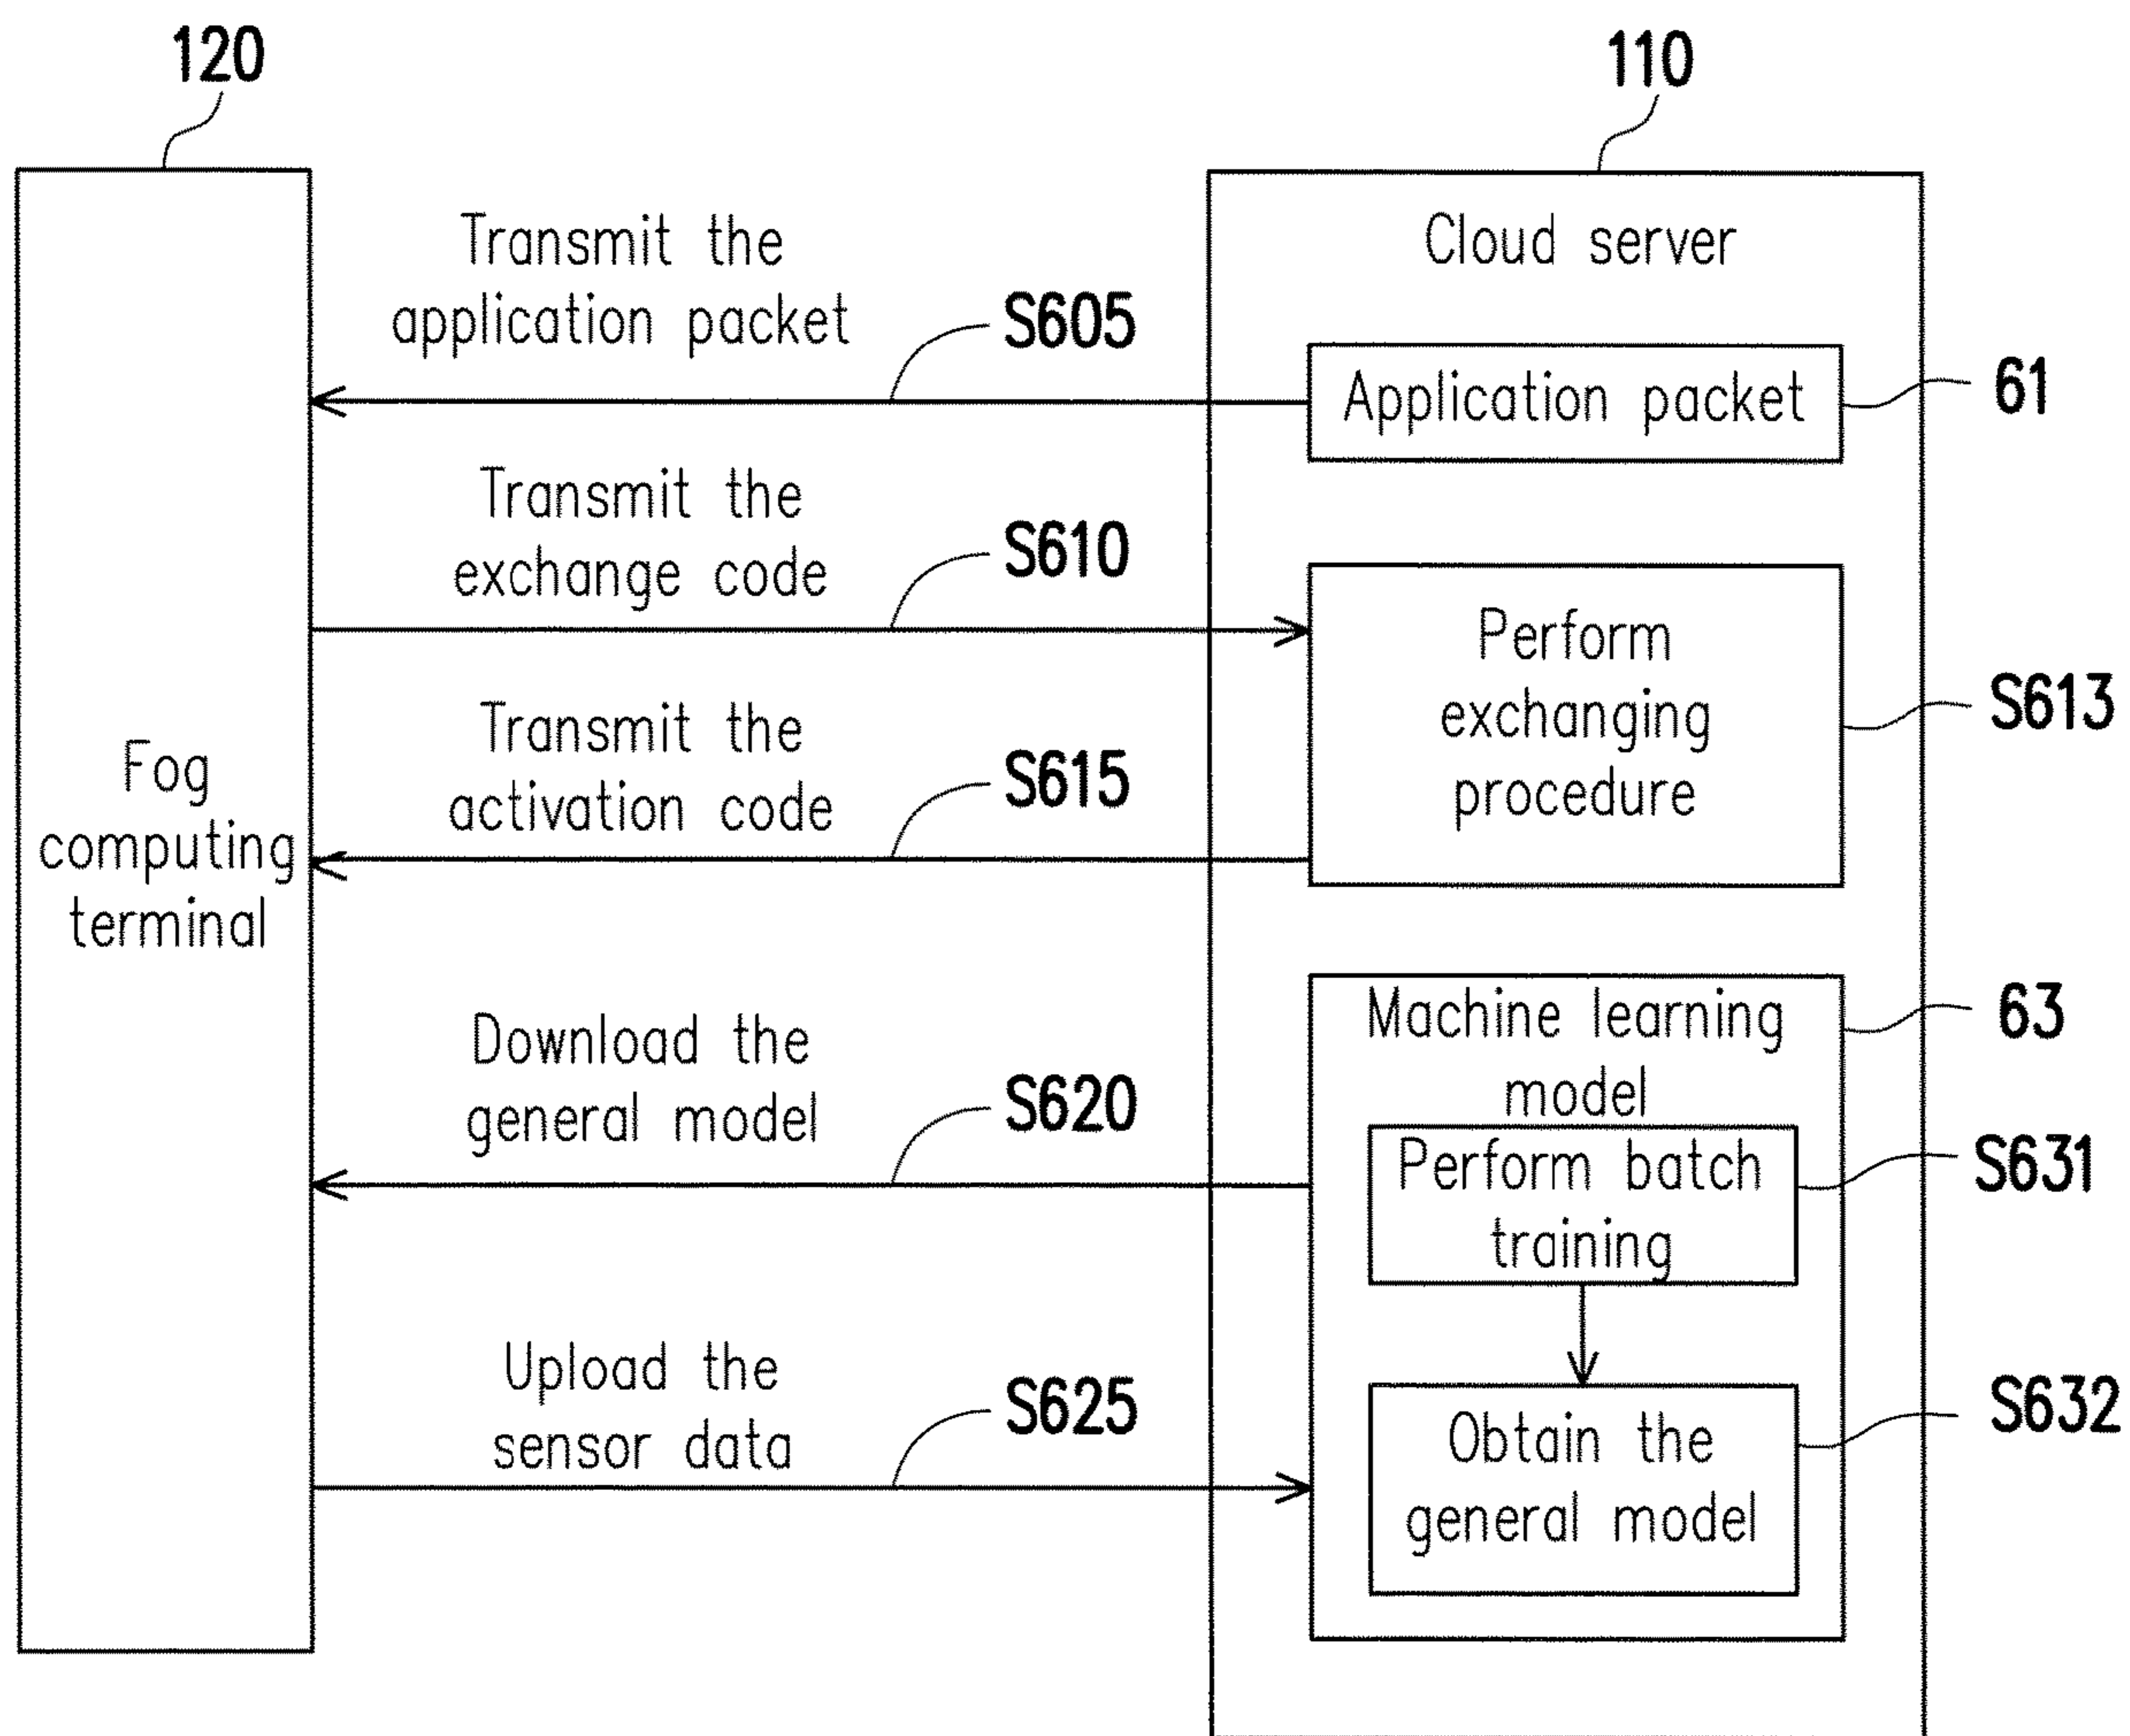 120
110
Cloud server
Transmit the
application packet
S605
Application packet
61
Transmit the
exchange code
S610
Perform
exchanging
procedure
S613
Transmit the
activation code
S615
Fog
computing
terminal
Machine learning
model
63
Download the
general model
S620
Perform batch
training
S631
Upload the
sensor data
S625
Obtain the
general model
S632